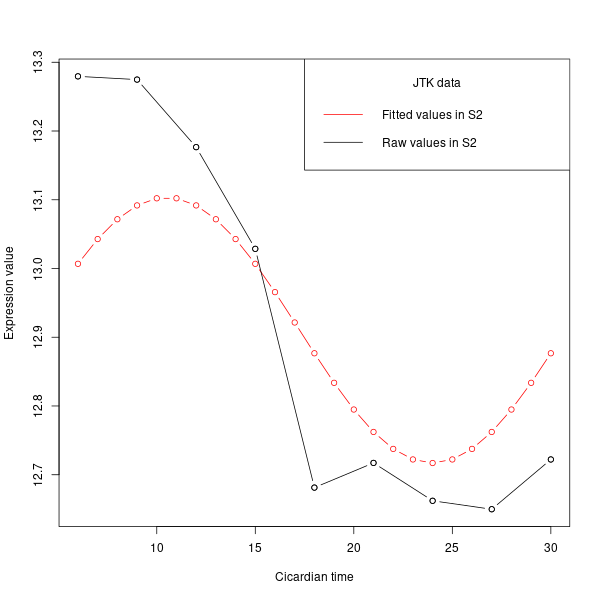 JTK data
Fitted values in S2
Raw values in S2
Expression value
13.3
13.2
13.1
13.0
12.9
12.8
12.7
10 15 20 25 30
Cicardian time